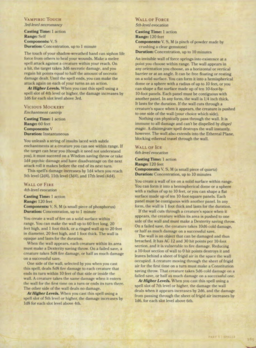 VAMPIRIC TOUCH
3rd-level necromancy
Casting Time: 1 action
Range: Self
Components: V, S
Duration: Concentration, up to 1 minute
The touch of your shadow-wreathed hand can siphon life
force from others to heal your wounds. Make a melee
spell attack against a creature within your reach. On
a hit, the target takes 3d6 necrotic damage, and you
regain hit points equal to half the amount of necrotic
damage dealt. Until the spell ends, you can make the
attack again on each of your turns as an action.
At Higher Levels. When you cast this spell using a
spell slot of 4th level or higher, the damage increases by
1d6 for each slot level above 3rd.
VICIOUS MOCKERY
Enchantment cantrip
Casting Time: 1 action
Range: 60 feet
Components: V
Duration: Instantaneous
You unleash a string of insults laced with subtle
enchantments at a creature you can see within range. If
the target can hear you (though it need not understand
you), it must succeed on a Wisdom saving throw or take
1d4 psychic damage and have disadvantage on the next
attack roll it makes before the end of its next turn.
This spell's damage increases by 1d4 when you reach
5th level (2d4), 11th level (3d4), and 17th level (4d4).
WALL OF FIRE
4th-level evocation
Casting Time: 1 action
Range: 120 feet
Components: V, S, M (a small piece of phosphorus)
Duration: Concentration, up to 1 minute
You create a wall of fire on a solid surface within
range. You can make the wall up to 60 feet long, 20
feet high, and 1 foot thick, or a ringed wall up to 20 feet
in diameter, 20 feet high, and 1 foot thick. The wall is
opaque and lasts for the duration.
When the wall appears, each creature within its area
must make a Dexterity saving throw. On a failed save, a
creature takes 5d8 fire damage, or half as much damage
on a successful save.
One side of the wall, selected by you when you cast
this spell, deals 5d8 fire damage to each creature that
ends its turn within 10 feet of that side or inside the
wall. A creature takes the same damage when it enters
the wall for the first time on a turn or ends its turn there.
The other side of the wall deals no damage.
At Higher Levels. When you cast this spell using a
spell slot of 5th level or higher, the damage increases by
1d8 for each slot level above 4th.
WALL OF FORCE
5th-level evocation
Casting Time: 1 action
Range: 120 feet
Components: V, S, M (a pinch of powder made by
crushing a clear gemstone)
Duration: Concentration, up to 10 minutes
An invisible wall of force springs into existence at a
point you choose within range. The wall appears in
any orientation you choose, as a horizontal or vertical
barrier or at an angle. It can be free floating or resting
on a solid surface. You can form it into a hemispherical
dome or a sphere with a radius of up to 10 feet, or you
can shape a flat surface made up of ten 10-foot-by-
10-foot panels. Each panel must be contiguous with
another panel. In any form, the wall is 1/4 inch thick.
It lasts for the duration. If the wall cuts through a
creature's space when it appears, the creature is pushed
to one side of the wall (your choice which side).
Nothing can physically pass through the wall. It is
immune to all damage and can't be dispelled by dispel
magic. A disintegrate spell destroys the wall instantly,
however. The wall also extends into the Ethereal Plane,
blocking ethereal travel through the wall.
WALL OF ICE
6th-level evocation
Casting Time: 1 action
Range: 120 feet
Components: V, S, M (a small piece of quartz)
Duration: Concentration, up to 10 minutes
You create a wall of ice on a solid surface within range.
You can form it into a hemispherical dome or a sphere
with a radius of up to 10 feet, or you can shape a flat
surface made up of ten 10-foot-square panels. Each
panel must be contiguous with another panel. In any
form, the wall is 1 foot thick and lasts for the duration.
If the wall cuts through a creature's space when it
appears, the creature within its area is pushed to one
side of the wall and must make a Dexterity saving throw.
On a failed save, the creature takes 10d6 cold damage,
or half as much damage on a successful save.
The wall is an object that can be damaged and thus
breached. It has AC 12 and 30 hit points per 10-foot
section, and it is vulnerable to fire damage. Reducing
a 10-foot section of wall to 0 hit points destroys it and
leaves behind a sheet of frigid air in the space the wall
occupied. A creature moving through the sheet of frigid
air for the first time on a turn must make a Constitution
saving throw. That creature takes 5d6 cold damage on a
failed save, or half as much damage on a successful one.
At Higher Levels. When you cast this spell using a
spell slot of 7th level or higher, the damage the wall
deals when it appears increases by 2d6, and the damage
from passing through the sheet of frigid air increases by
1d6, for each slot level above 6th.